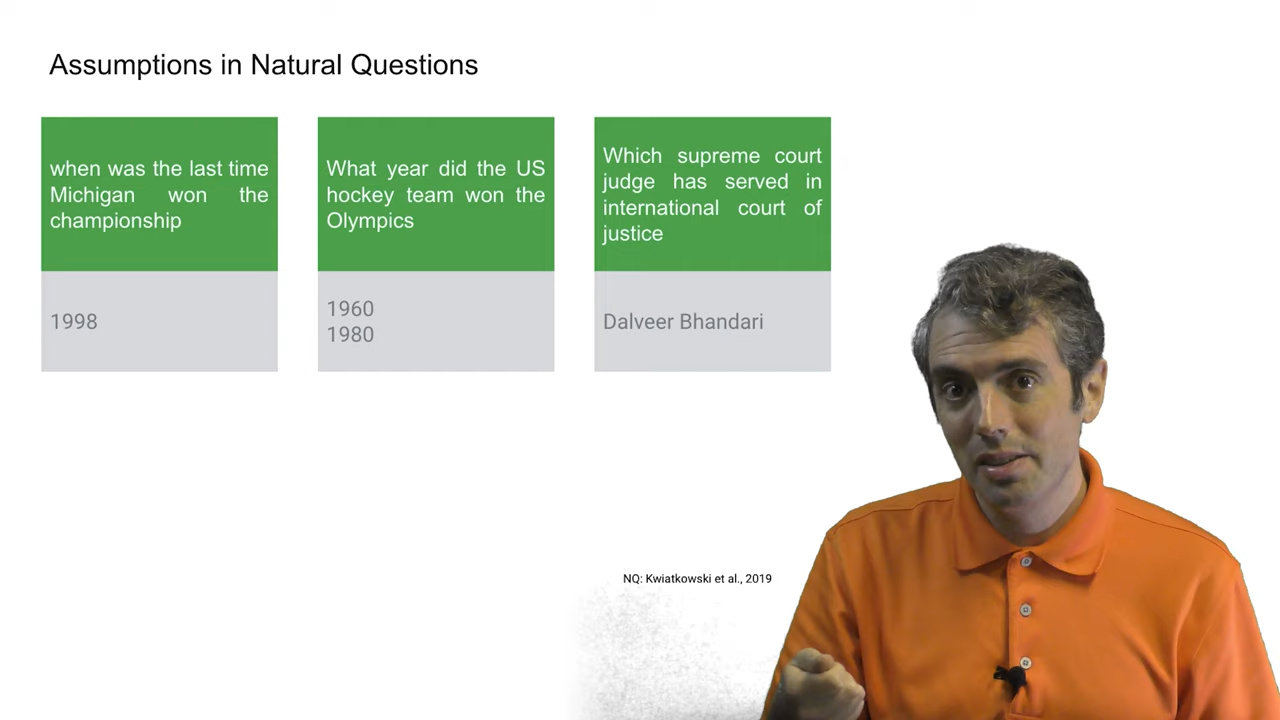 Assumptions in Natural Questions
when was the last time
Michigan won the
championship
1998
What year did the US
hockey team won the
Olympics
1960
1980
Which supreme court
judge has served in
international court of
justice
Dalveer Bhandari
NQ: Kwiatkowski et al., 2019